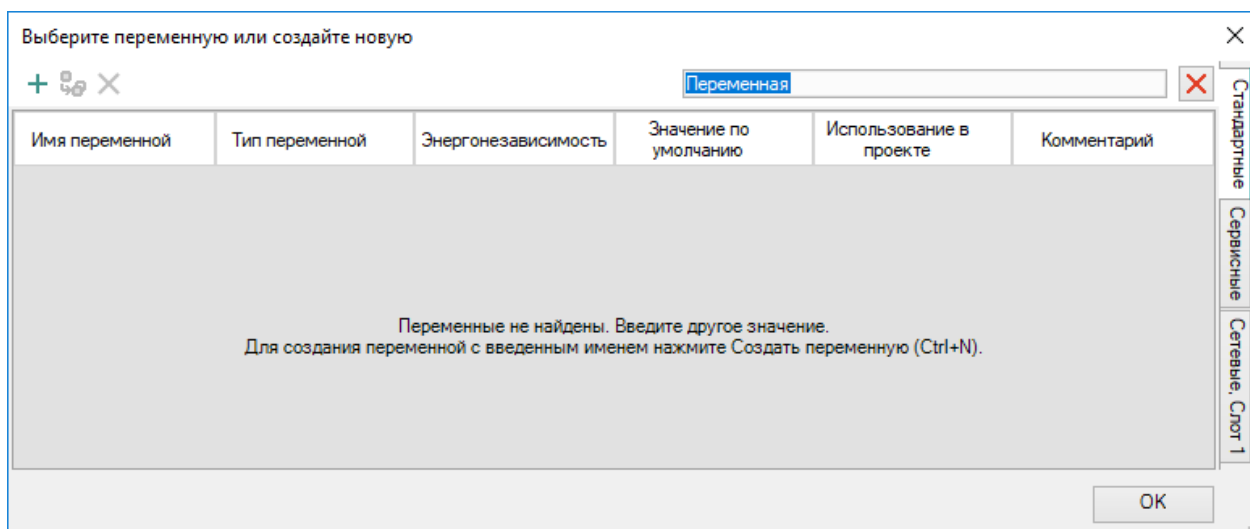 Выберите переменную или создайте новую
Переменная
Имя переменной
Тип переменной
Энергонезависимость
Значение по
умолчанию
Использование в
проекте
Комментарий
Переменные не найдены. Введите другое значение.
Для создания переменной с введенным именем нажмите Создать переменную (Ctrl+N).
Стандартные
Сервисные
Сетевые, Слот 1
OK